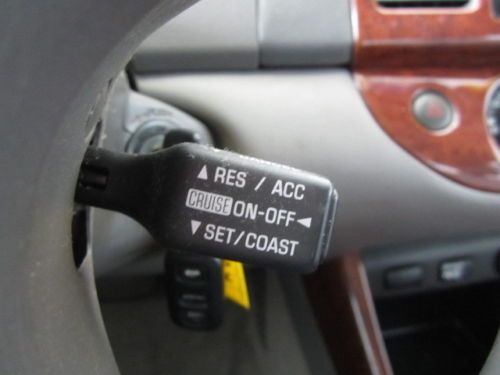 ▲ RES / ACC
CRUISE ON-OFF ◄
▼ SET/COAST